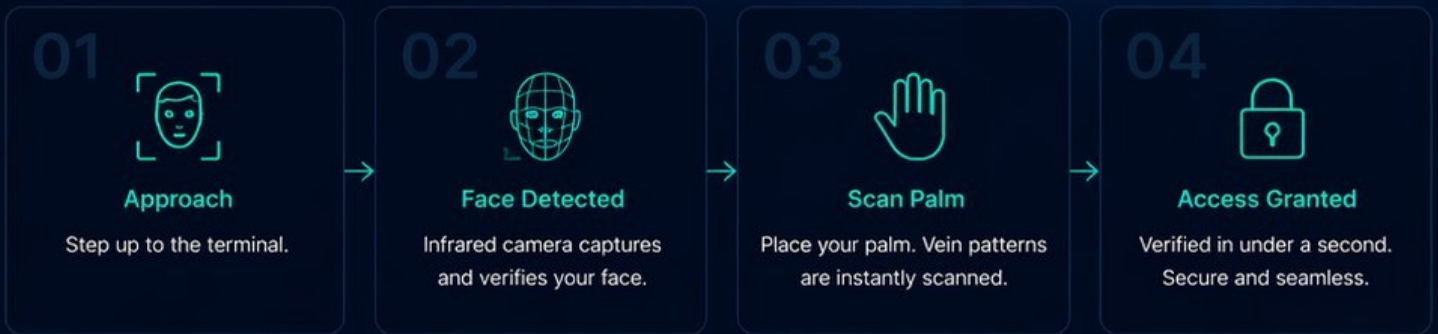 01
Approach
Step up to the terminal.
02
Face Detected
Infrared camera captures
and verifies your face.
03
Scan Palm
Place your palm. Vein patterns
are instantly scanned.
04
Access Granted
Verified in under a second.
Secure and seamless.